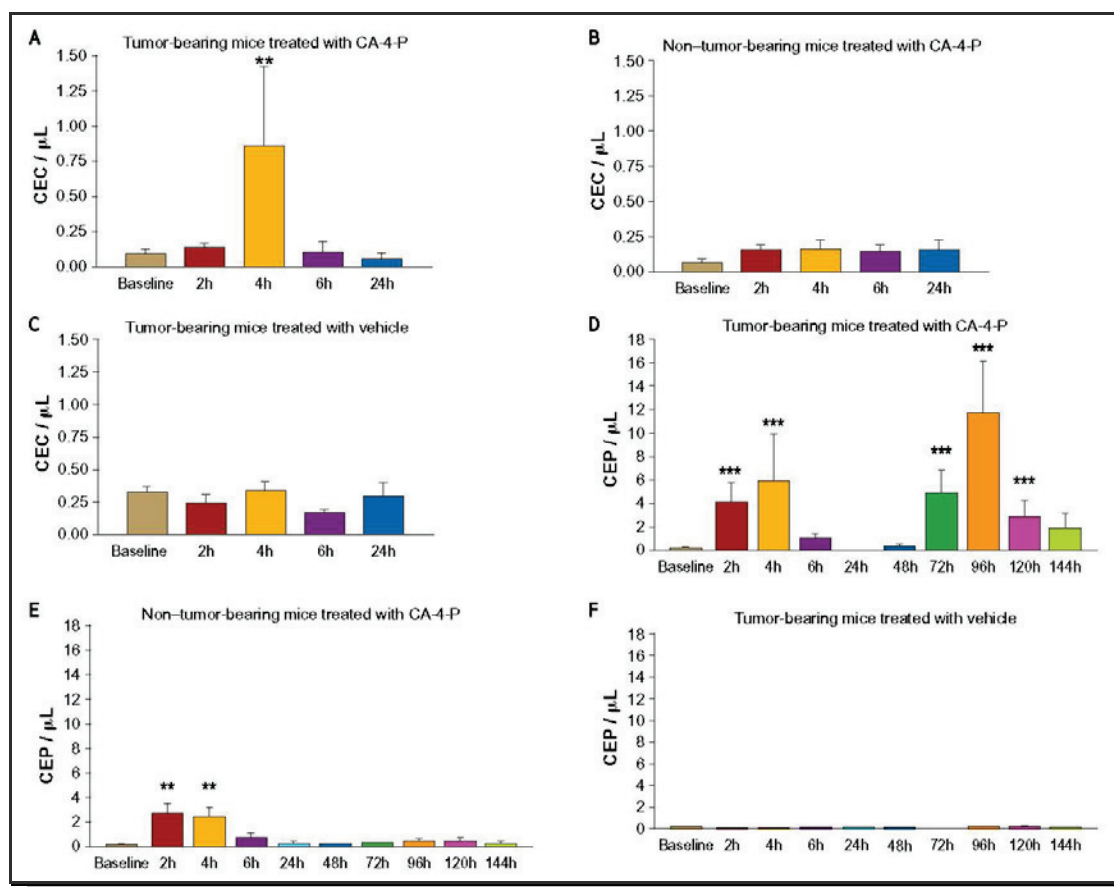 A
Tumor-bearing mice treated with CA-4-P
1.50
**
1.25
1.00
0.75
0.50
0.25
0.00
CEC / μL
Baseline 2h 4h 6h 24h
B
Non–tumor-bearing mice treated with CA-4-P
1.50
1.25
1.00
0.75
0.50
0.25
0.00
CEC / μL
Baseline 2h 4h 6h 24h
C
Tumor-bearing mice treated with vehicle
1.50
1.25
1.00
0.75
0.50
0.25
0.00
CEC / μL
Baseline 2h 4h 6h 24h
D
Tumor-bearing mice treated with CA-4-P
18
16
14
12
10
8
6
4
2
0
CEP / μL
*** *** *** *** ***
Baseline 2h 4h 6h 24h 48h 72h 96h 120h 144h
E
Non–tumor-bearing mice treated with CA-4-P
18
16
14
12
10
8
6
4
2
0
CEP / μL
** **
Baseline 2h 4h 6h 24h 48h 72h 96h 120h 144h
F
Tumor-bearing mice treated with vehicle
18
16
14
12
10
8
6
4
2
0
CEP / μL
Baseline 2h 4h 6h 24h 48h 72h 96h 120h 144h